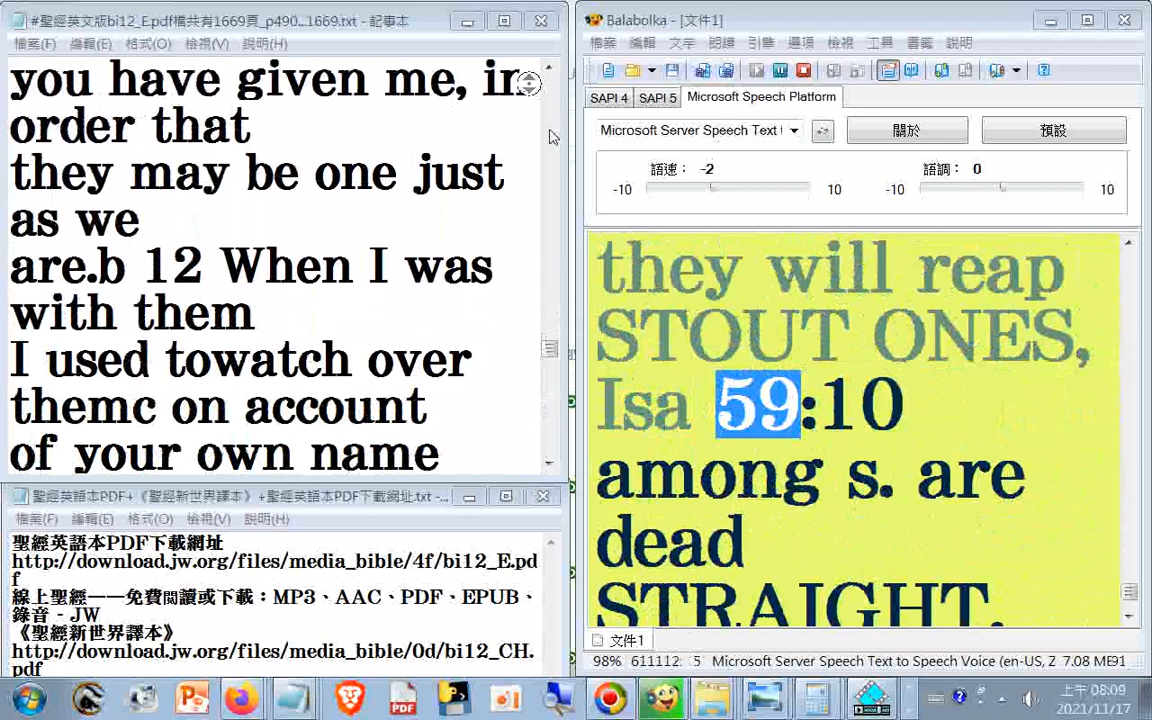 #聖經英文版bi12_E.pdf檔共有1669頁_p490...1669.txt - 記事本
檔案(F) 編輯(E) 格式(O) 檢視(V) 說明(H)
you have given me, in
order that
they may be one just
as we
are.b 12 When I was
with them
I used towatch over
themc on account
of your own name
聖經英語本PDF+《聖經新世界譯本》+聖經英語本PDF下載網址.txt -...
檔案(F) 編輯(E) 格式(O) 檢視(V) 說明(H)
聖經英語本PDF下載網址
http://download.jw.org/files/media_bible/4f/bi12_E.pd
f
線上聖經——免費閱讀或下載：MP3、AAC、PDF、EPUB、
錄音 - JW
《聖經新世界譯本》
http://download.jw.org/files/media_bible/0d/bi12_CH.
pdf
Balabolka - [文件1]
檔案 編輯 文字 朗讀 引擎 選項 檢視 工具 書籤 說明
SAPI 4 SAPI 5 Microsoft Speech Platform
Microsoft Server Speech Text 關於 預設
語速： -2 語調： 0
-10 10 -10 10
they will reap
STOUT ONES,
Isa 59:10
among s. are
dead
STRAIGHT.
文件1
98% 611112: 5 Microsoft Server Speech Text to Speech Voice (en-US, Z 7.08 ME91
上午 08:09
2021/11/17